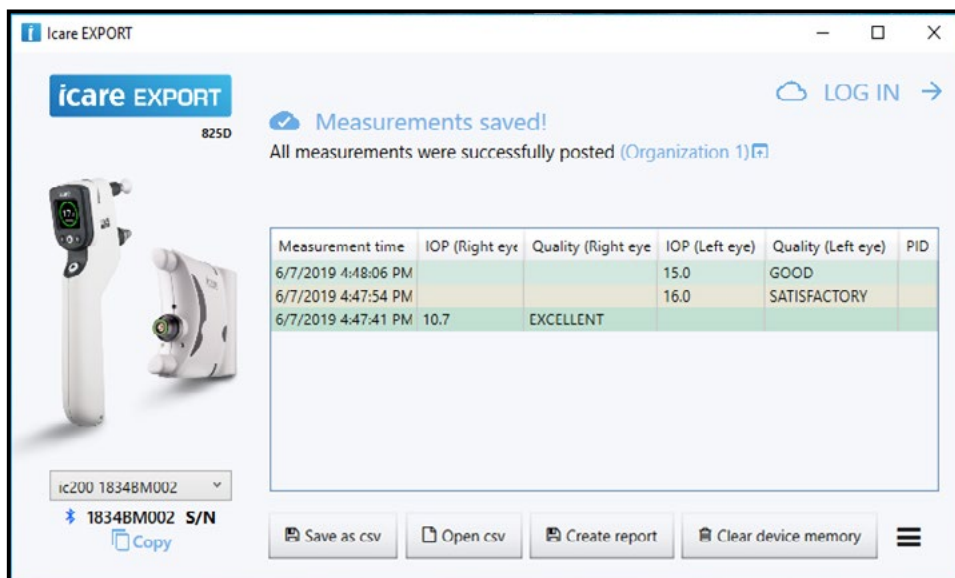 Icare EXPORT
icare EXPORT
825D
LOG IN
Measurements saved!
All measurements were successfully posted (Organization 1)
Measurement time IOP (Right eye Quality (Right eye IOP (Left eye) Quality (Left eye) PID
6/7/2019 4:48:06 PM 15.0 GOOD
6/7/2019 4:47:54 PM 16.0 SATISFACTORY
6/7/2019 4:47:41 PM 10.7 EXCELLENT
ic200 1834BM002
1834BM002 S/N
Copy
Save as csv Open csv Create report Clear device memory